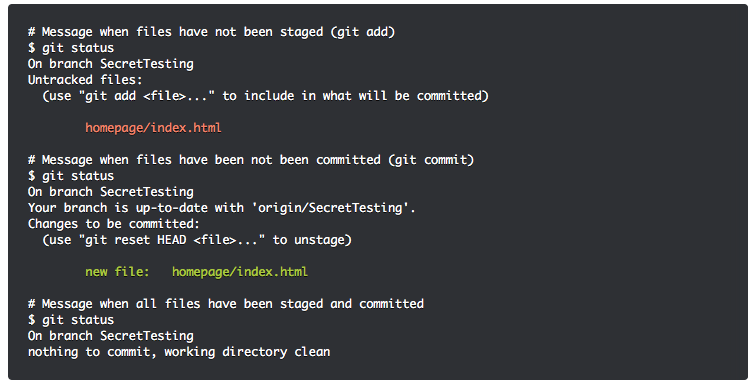 # Message when files have not been staged (git add)
$ git status
On branch SecretTesting
Untracked files:
  (use "git add <file>..." to include in what will be committed)
        homepage/index.html
# Message when files have been not been committed (git commit)
$ git status
On branch SecretTesting
Your branch is up-to-date with 'origin/SecretTesting'.
Changes to be committed:
  (use "git reset HEAD <file>..." to unstage)
        new file:   homepage/index.html
# Message when all files have been staged and committed
$ git status
On branch SecretTesting
nothing to commit, working directory clean